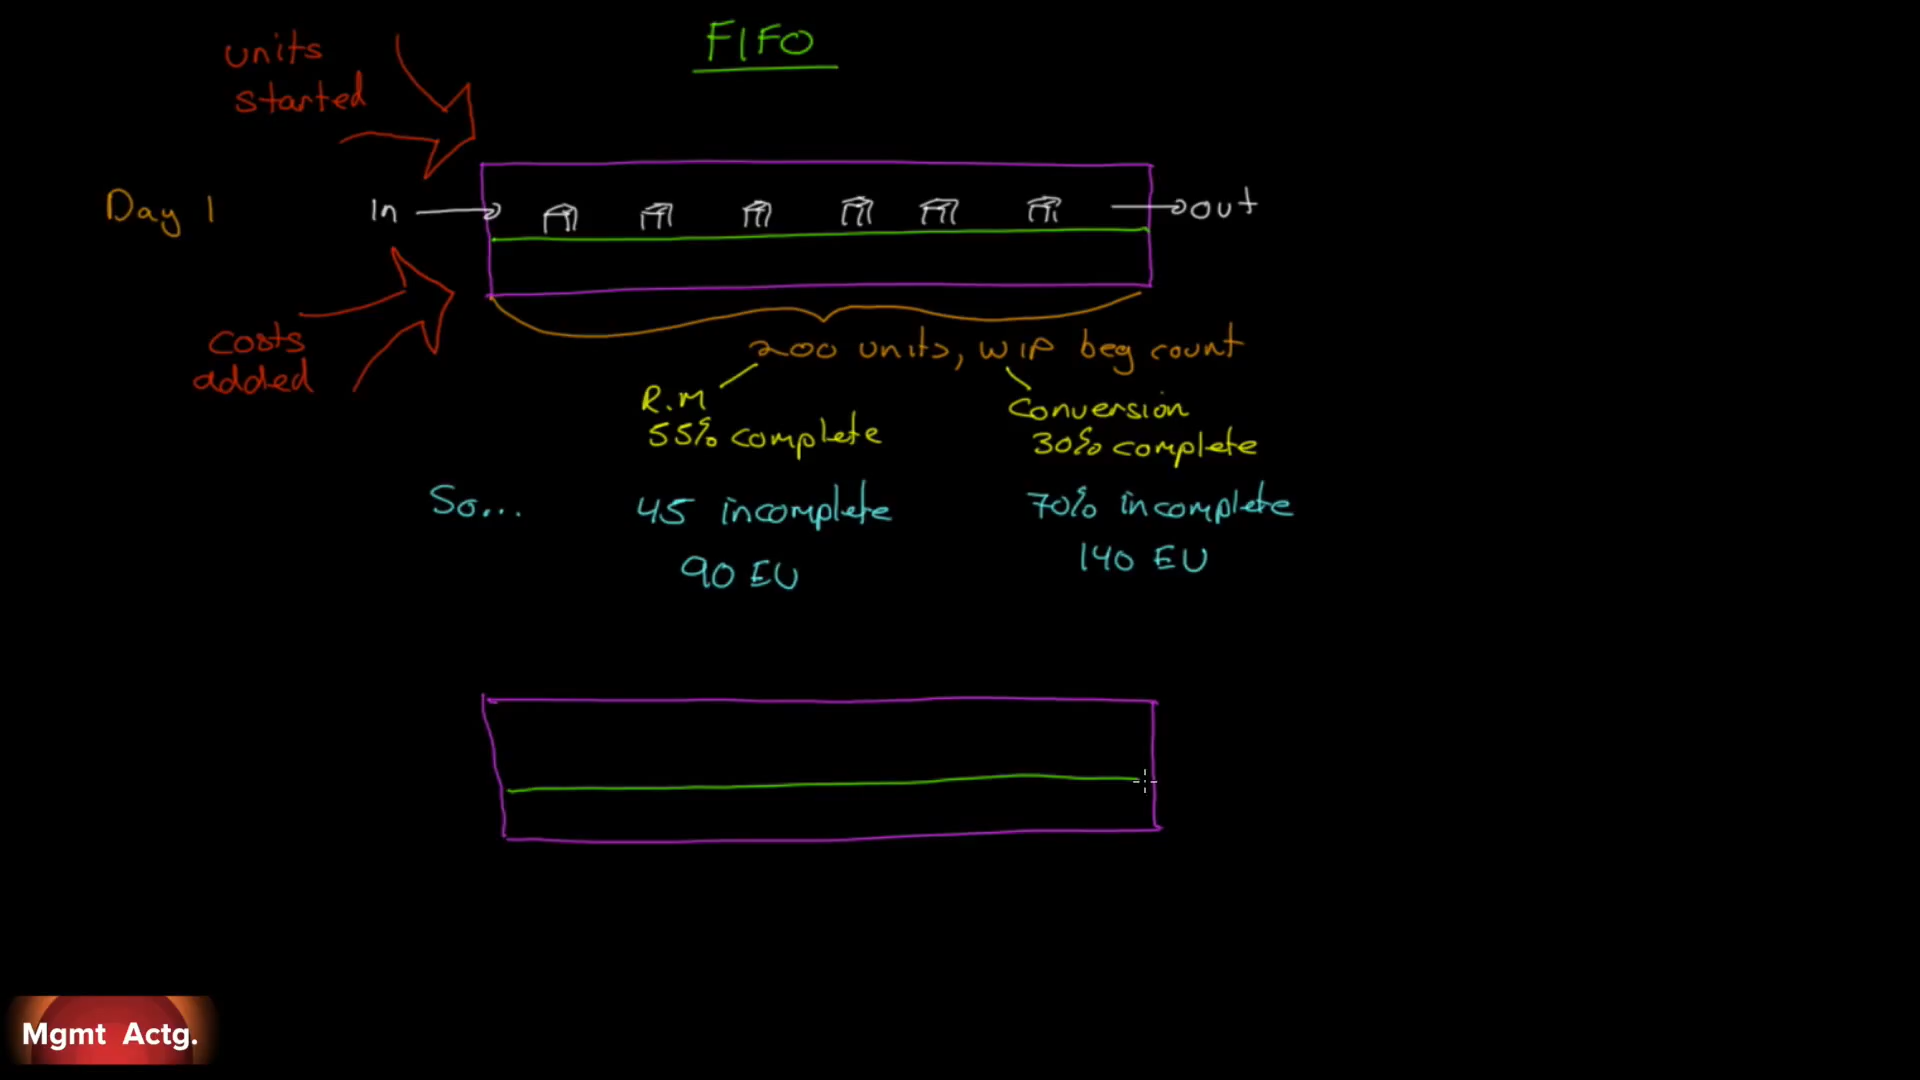 FIFO
units
started
Day 1
In
out
costs
added
200 units, WIP beg count
R.M
55% complete
Conversion
30% complete
So...
45 incomplete
70% incomplete
90 EU
140 EU
Mgmt Actg.